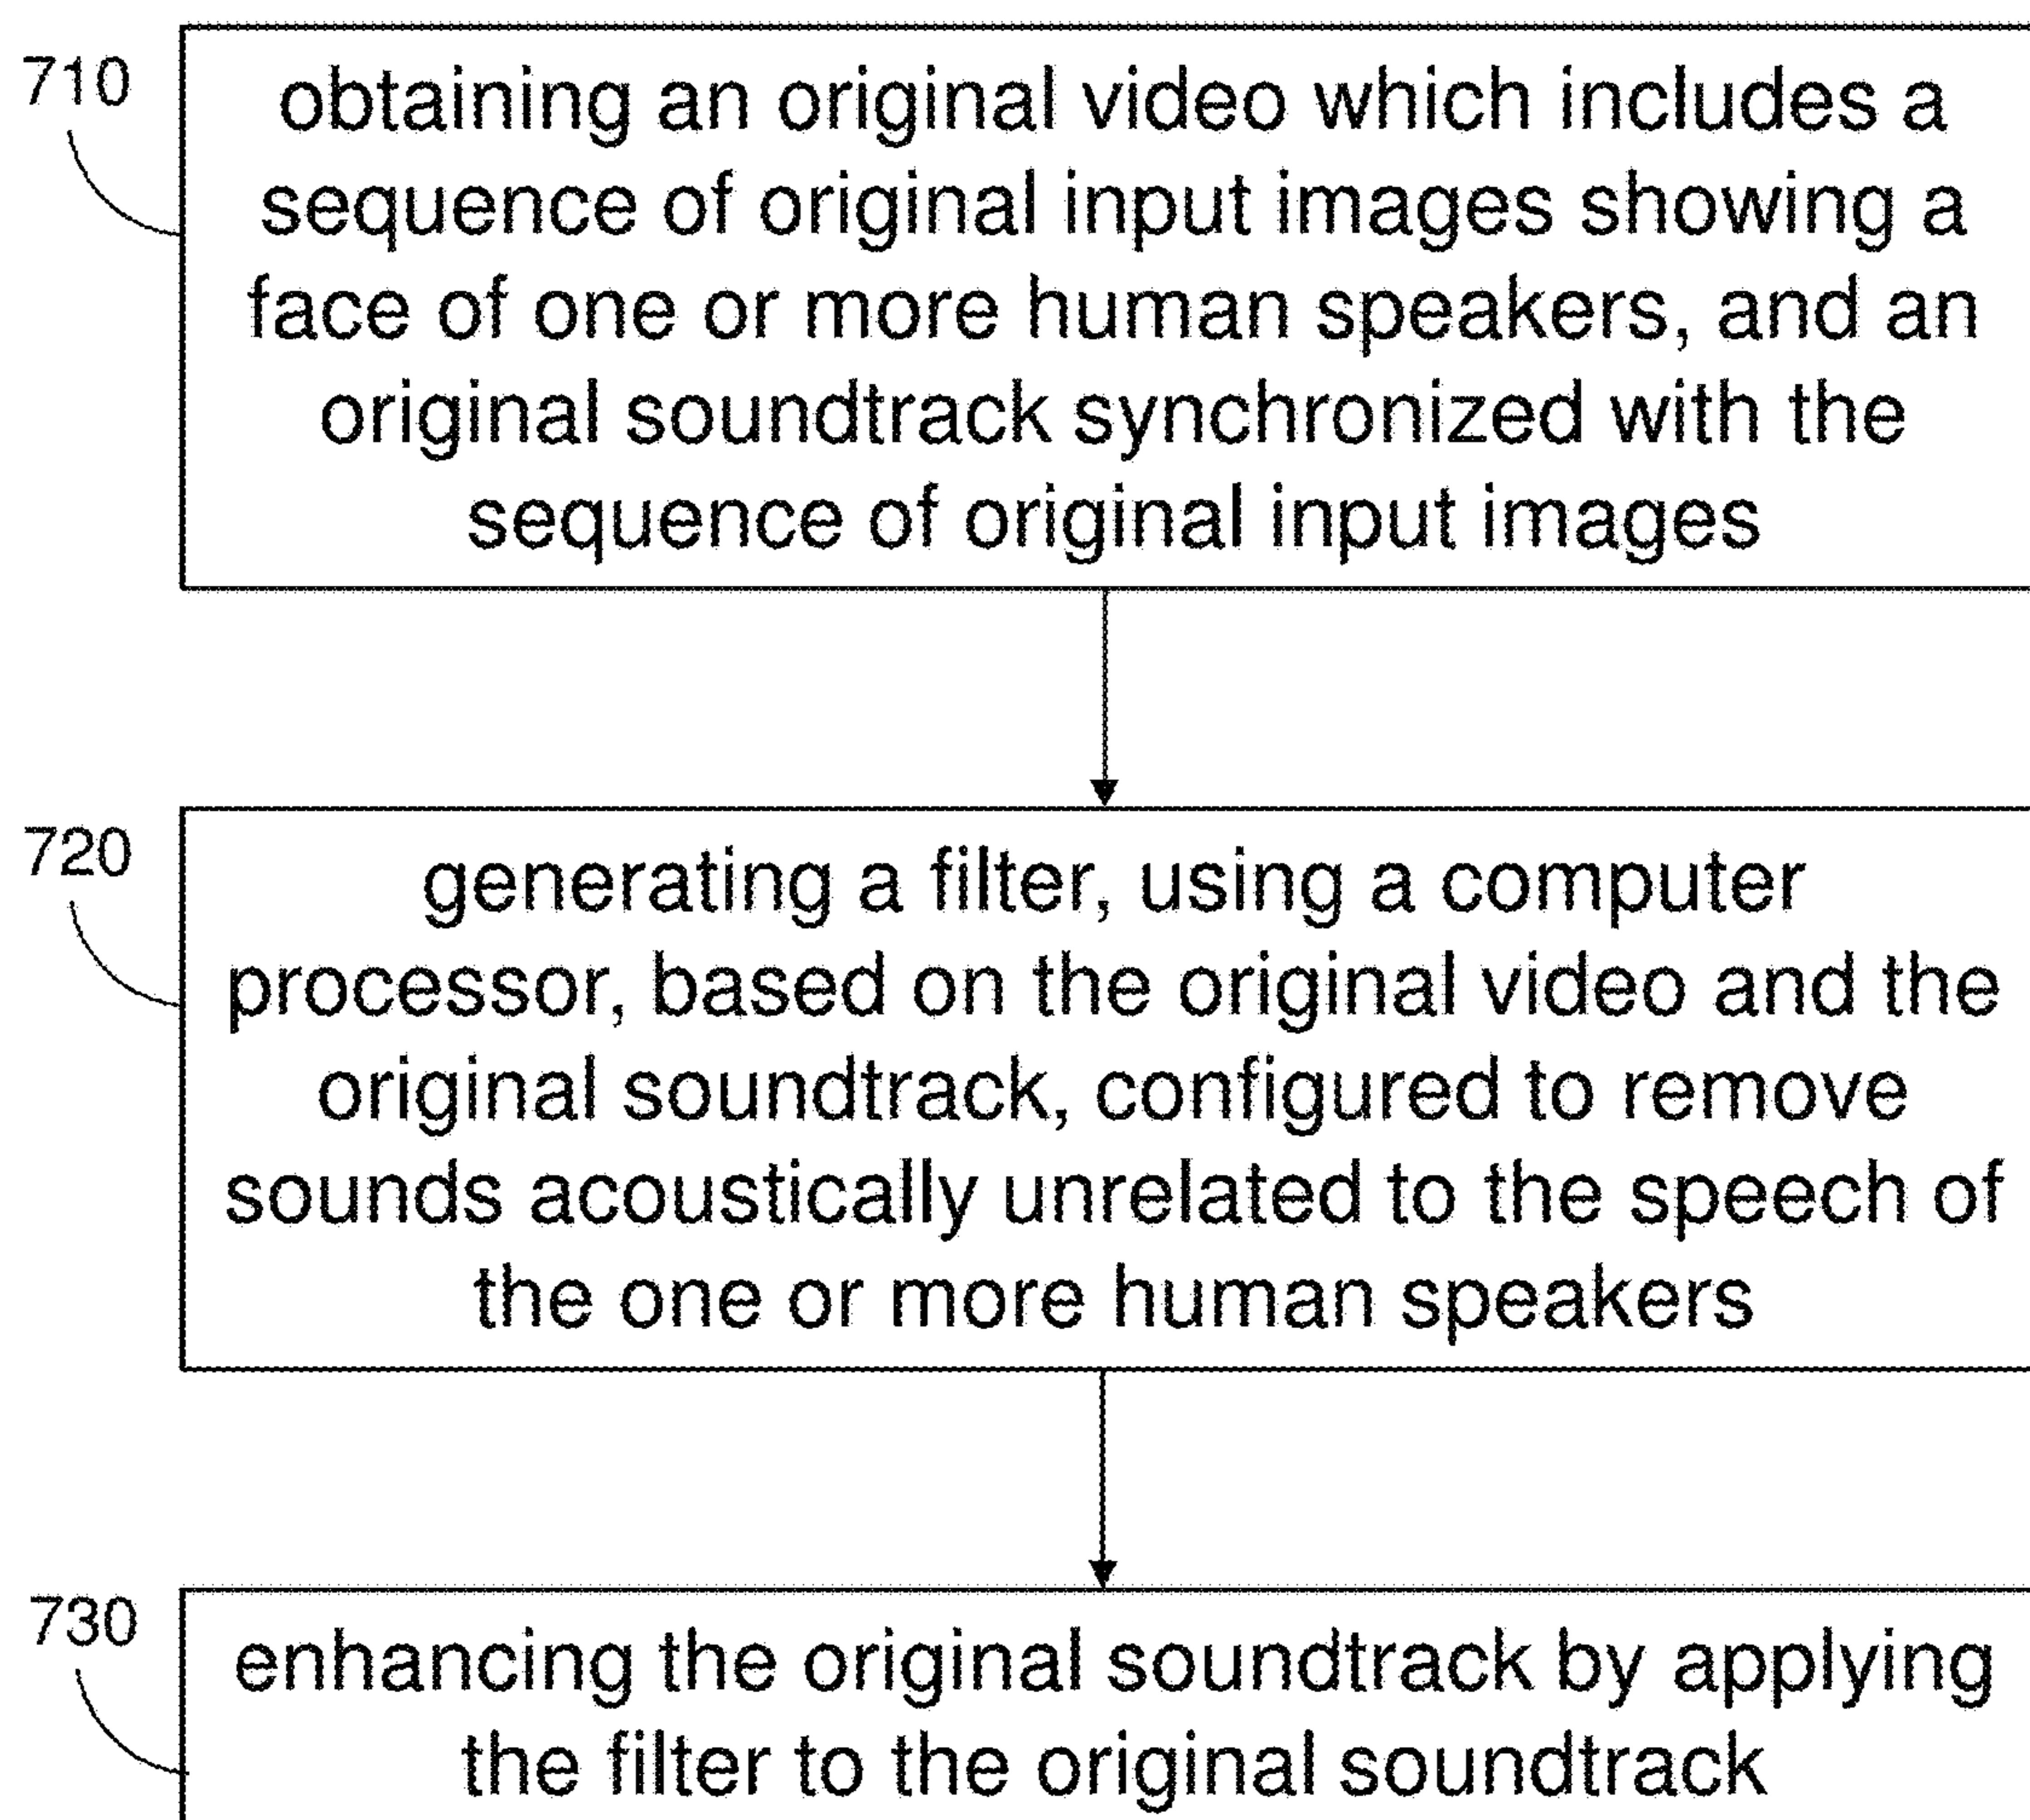 710
obtaining an original video which includes a
sequence of original input images showing a
face of one or more human speakers, and an
original soundtrack synchronized with the
sequence of original input images
720
generating a filter, using a computer
processor, based on the original video and the
original soundtrack, configured to remove
sounds acoustically unrelated to the speech of
the one or more human speakers
730
enhancing the original soundtrack by applying
the filter to the original soundtrack